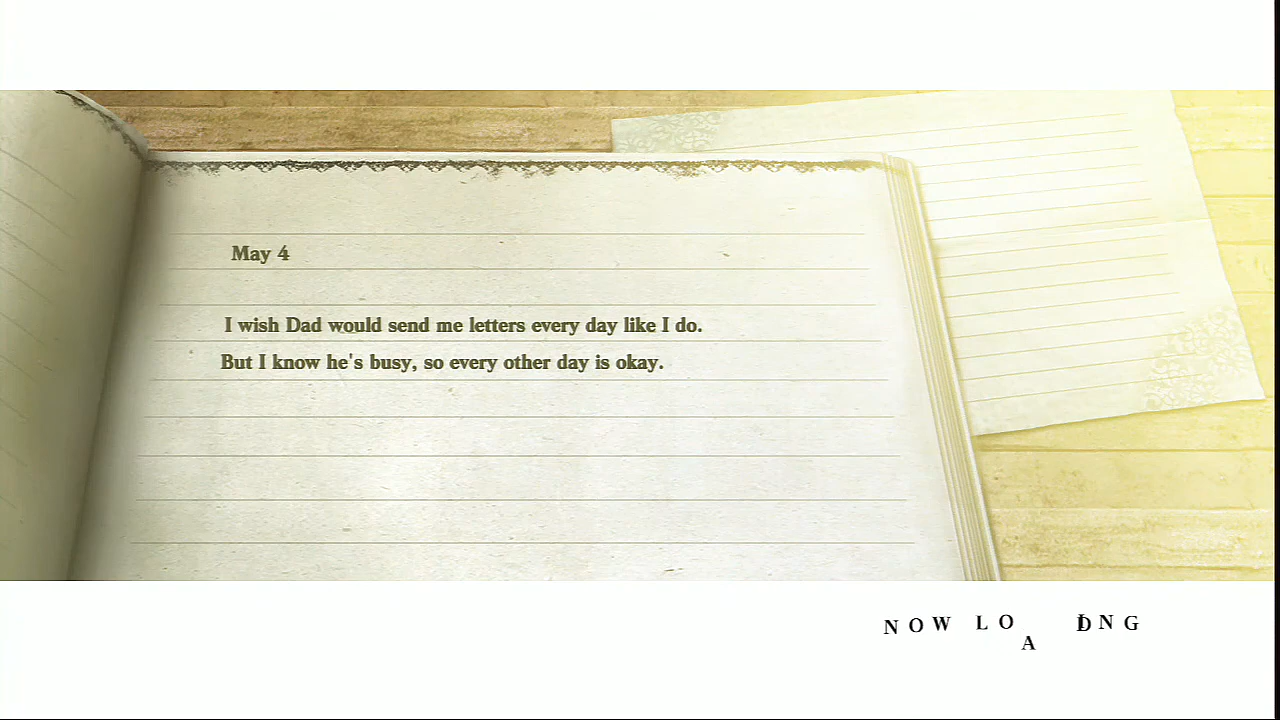 May 4
I wish Dad would send me letters every day like I do.
But I know he's busy, so every other day is okay.
NOW LOADING